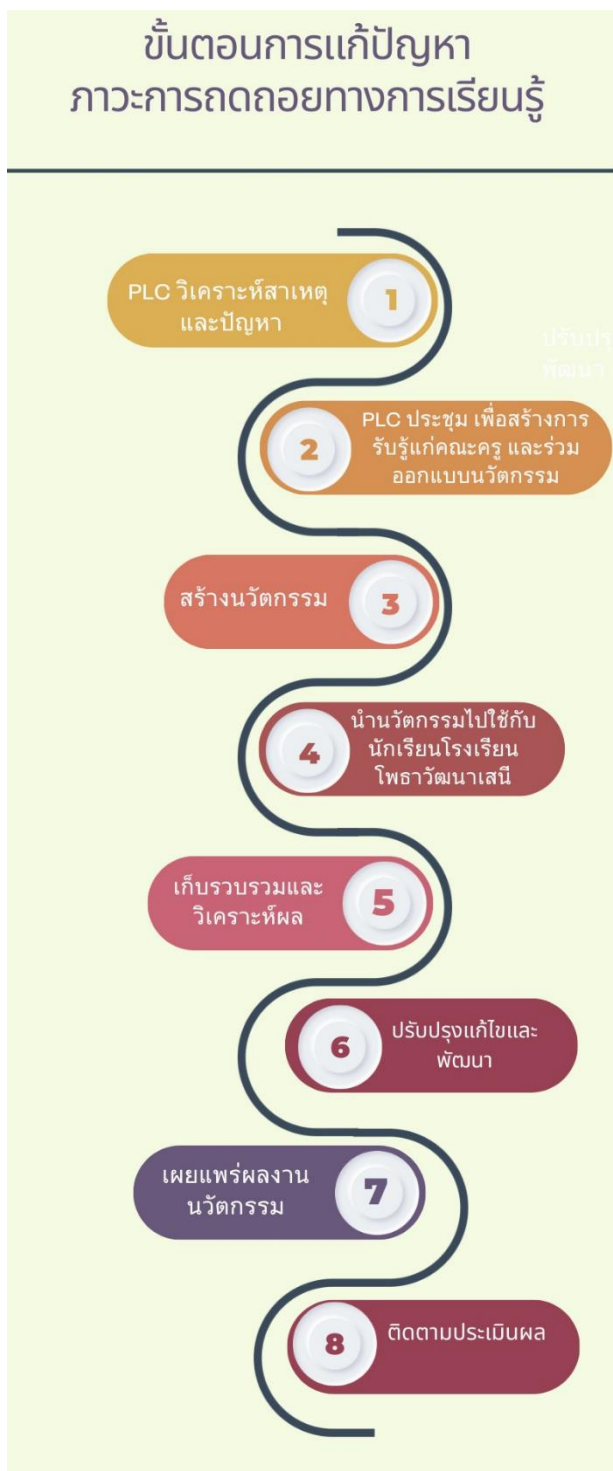 ขั้นตอนการแก้ปัญหา
ภาวะการถดถอยทางการเรียนรู้
PLC วิเคราะห์สาเหตุ
และปัญหา
1
ปรับปรุ
พัฒนา
2
PLC ประชุม เพื่อสร้างการ
รับรู้แก่คณะครู และร่วม
ออกแบบนวัตกรรม
สร้างนวัตกรรม
3
4
นำนวัตกรรมไปใช้กับ
นักเรียนโรงเรียน
โพธาวัฒนาเสนี
เก็บรวบรวมและ
วิเคราะห์ผล
5
6
ปรับปรุงแก้ไขและ
พัฒนา
เผยแพร่ผลงาน
นวัตกรรม
7
8
ติดตามประเมินผล